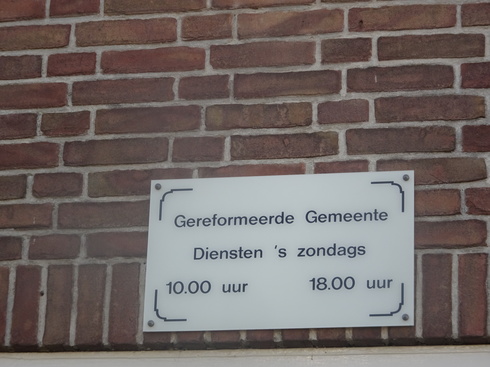 Gereformeerde Gemeente
Diensten 's zondags
10.00 uur 18.00 uur